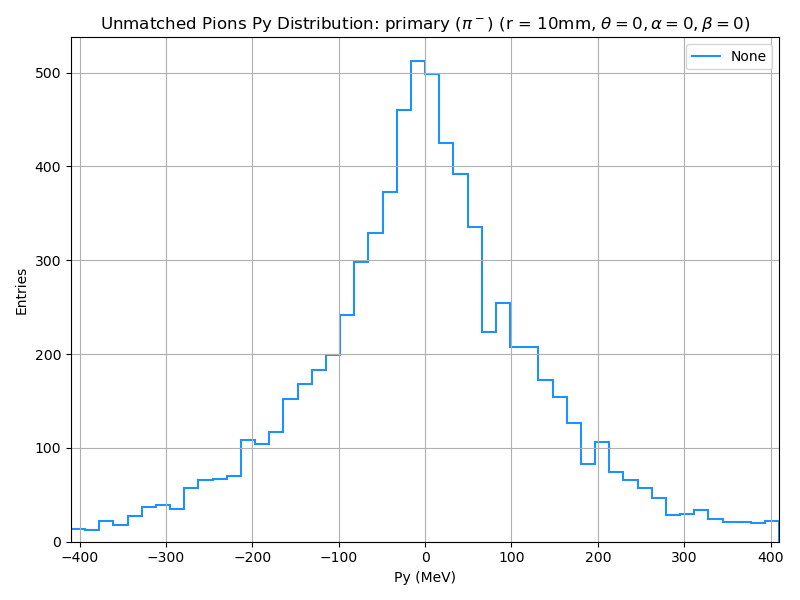 Unmatched Pions Py Distribution: primary (π⁻) (r = 10mm, θ = 0, α = 0, β = 0)
None
Entries
500
400
300
200
100
0
−400 −300 −200 −100 0 100 200 300 400
Py (MeV)